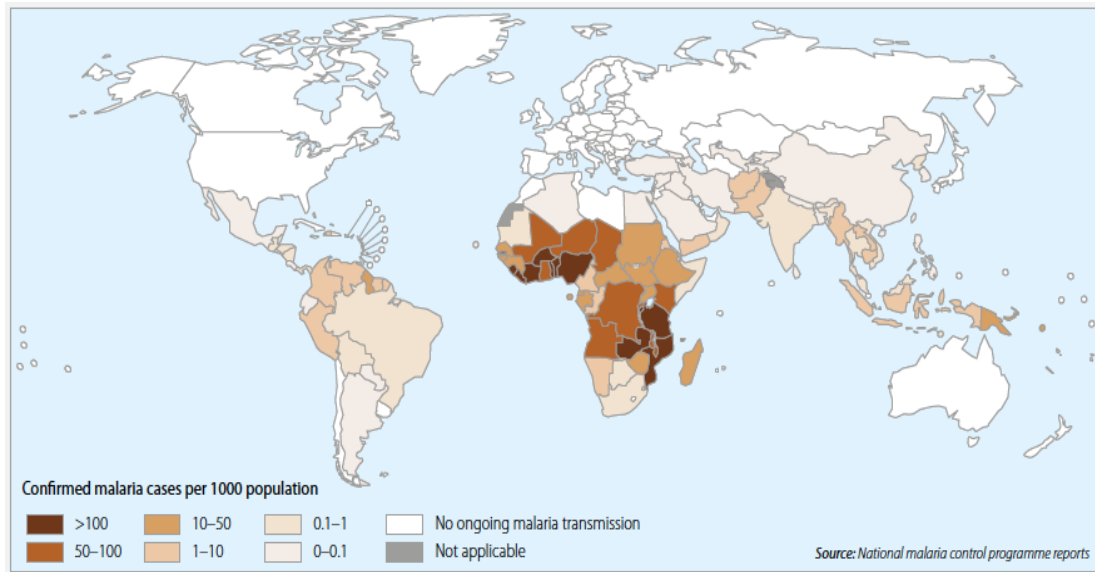 Confirmed malaria cases per 1000 population
>100
10–50
0.1–1
No ongoing malaria transmission
50–100
1–10
0–0.1
Not applicable
Source: National malaria control programme reports